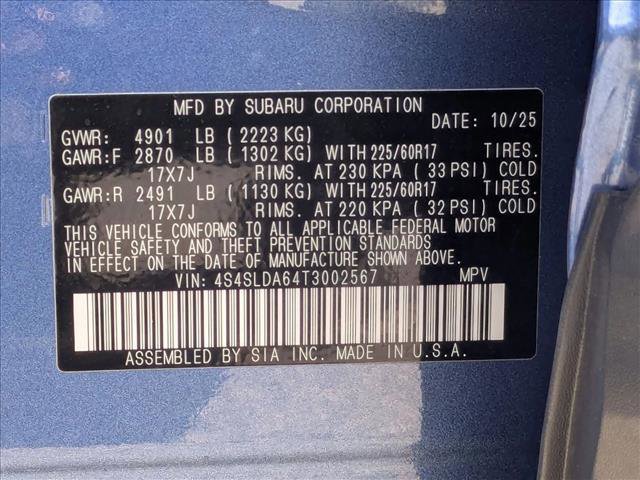 MFD BY SUBARU CORPORATION
DATE: 10/25
GVWR: 4901 LB (2223 KG)
GAWR:F 2870 LB (1302 KG) WITH 225/60R17 TIRES.
17X7J RIMS. AT 230 KPA (33 PSI) COLD
GAWR:R 2491 LB (1130 KG) WITH 225/60R17 TIRES.
17X7J RIMS. AT 220 KPA (32 PSI) COLD
THIS VEHICLE CONFORMS TO ALL APPLICABLE FEDERAL MOTOR
VEHICLE SAFETY AND THEFT PREVENTION STANDARDS
IN EFFECT ON THE DATE OF MANUFACTURE SHOWN ABOVE.
VIN: 4S4SLDA64T3002567 MPV
ASSEMBLED BY SIA INC. MADE IN U.S.A.